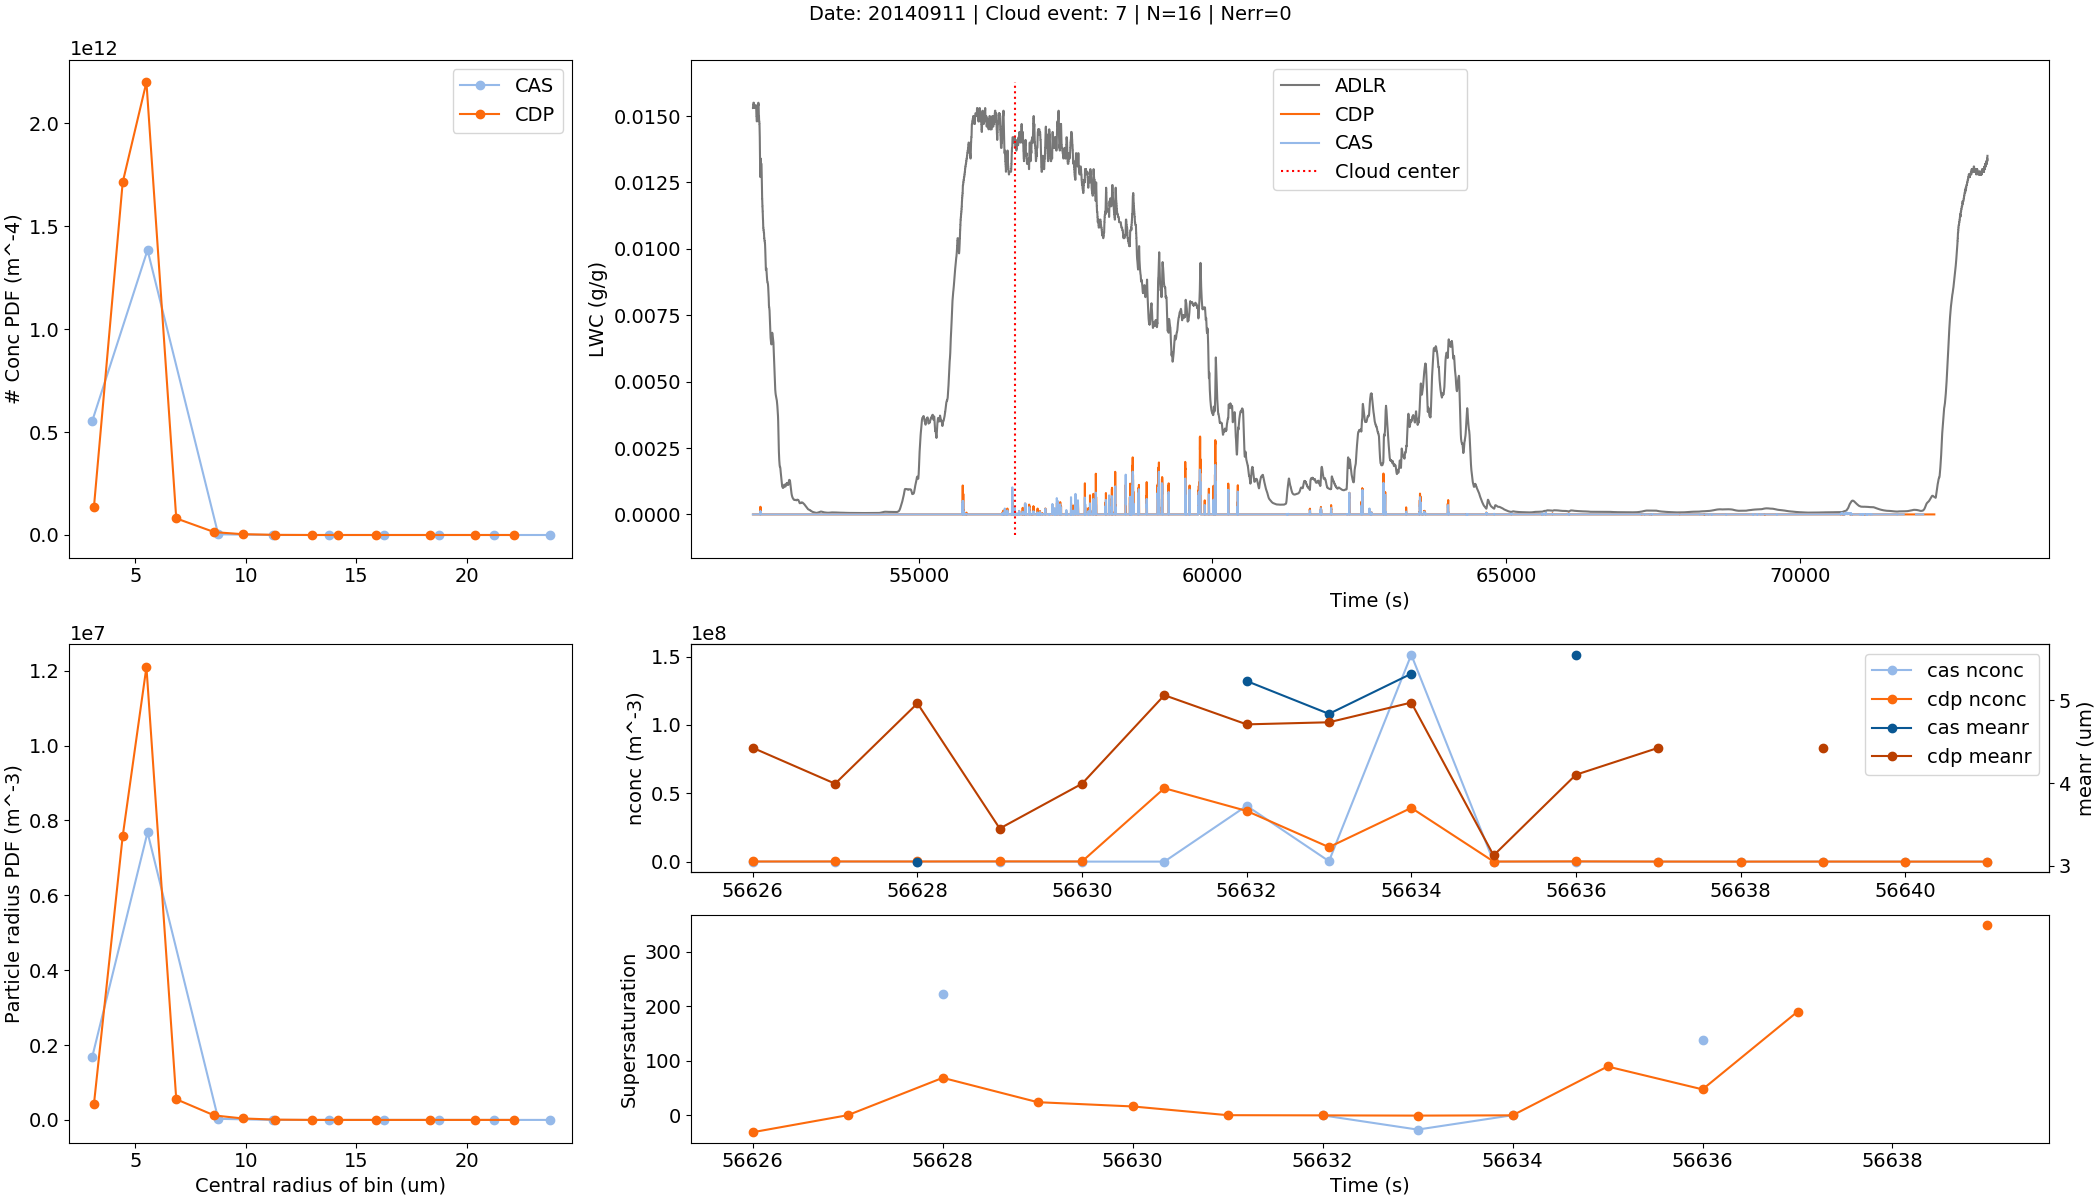 Date: 20140911 | Cloud event: 7 | N=16 | Nerr=0
1e12
# Conc PDF (m^-4)
2.0
1.5
1.0
0.5
0.0
5 10 15 20
CAS
CDP
LWC (g/g)
0.0150
0.0125
0.0100
0.0075
0.0050
0.0025
0.0000
55000 60000 65000 70000
Time (s)
ADLR
CDP
CAS
Cloud center
1e7
Particle radius PDF (m^-3)
1.2
1.0
0.8
0.6
0.4
0.2
0.0
5 10 15 20
Central radius of bin (um)
1e8
nconc (m^-3)
1.5
1.0
0.5
0.0
56626 56628 56630 56632 56634 56636 56638 56640
cas nconc
cdp nconc
cas meanr
cdp meanr
5
4
3
meanr (um)
Supersaturation
300
200
100
0
56626 56628 56630 56632 56634 56636 56638
Time (s)